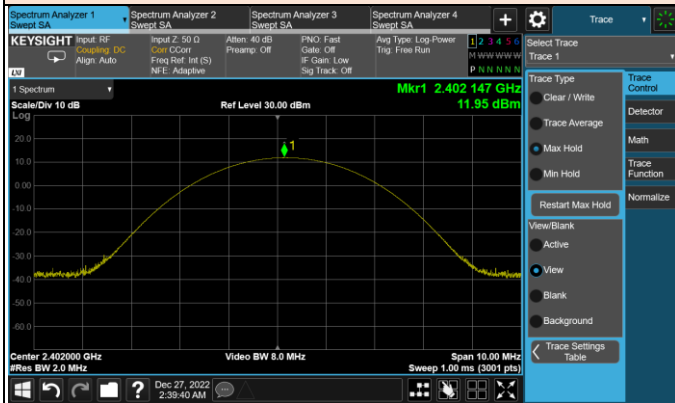 Spectrum Analyzer 1
Swept SA
Spectrum Analyzer 2
Swept SA
Spectrum Analyzer 3
Swept SA
Spectrum Analyzer 4
Swept SA
+
Trace
KEYSIGHT
Input: RF
Coupling: DC
Align: Auto
Input Z: 50 Ω
Corr CCorr
Freq Ref: Int (S)
NFE: Adaptive
Atten: 40 dB
Preamp: Off
PNO: Fast
Gate: Off
IF Gain: Low
Sig Track: Off
Avg Type: Log-Power
Trig: Free Run
1 2 3 4 5 6
M W W W W W
P N N N N N
LXI
Select Trace
Trace 1
1 Spectrum
Scale/Div 10 dB
Log
Ref Level 30.00 dBm
Mkr1 2.402 147 GHz
11.95 dBm
1
20.0
10.0
0.00
-10.0
-20.0
-30.0
-40.0
-50.0
-60.0
Center 2.402000 GHz
#Res BW 2.0 MHz
Video BW 8.0 MHz
Span 10.00 MHz
Sweep 1.00 ms (3001 pts)
Trace Type
Clear / Write
Trace Average
Max Hold
Min Hold
Restart Max Hold
View/Blank
Active
View
Blank
Background
Trace Settings
Table
Trace
Control
Detector
Math
Trace
Function
Normalize
?
Dec 27, 2022
2:39:40 AM